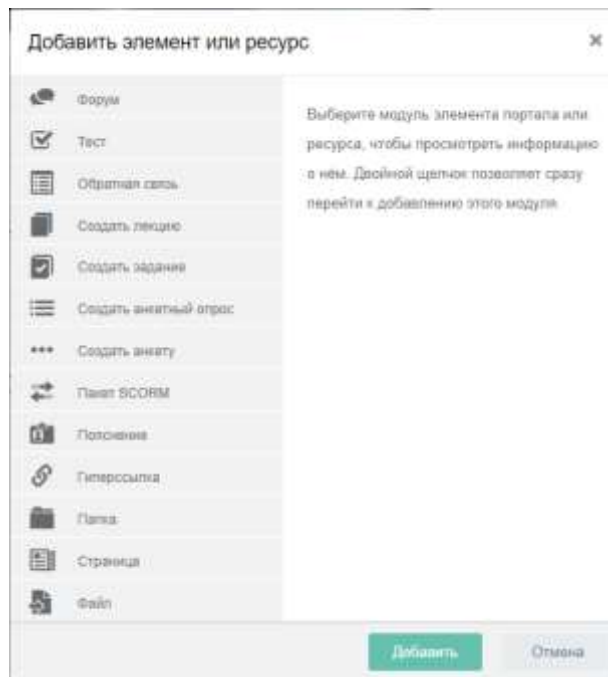 Добавить элемент или ресурс
Форум
Тест
Обратная связь
Создать лекцию
Создать задание
Создать анкетный опрос
Создать анкету
Пакет SCORM
Пояснение
Гиперссылка
Папка
Страница
Файл
Выберите модуль элемента портала или
ресурса, чтобы просмотреть информацию
о нём. Двойной щелчок позволяет сразу
перейти к добавлению этого модуля.
Добавить
Отмена